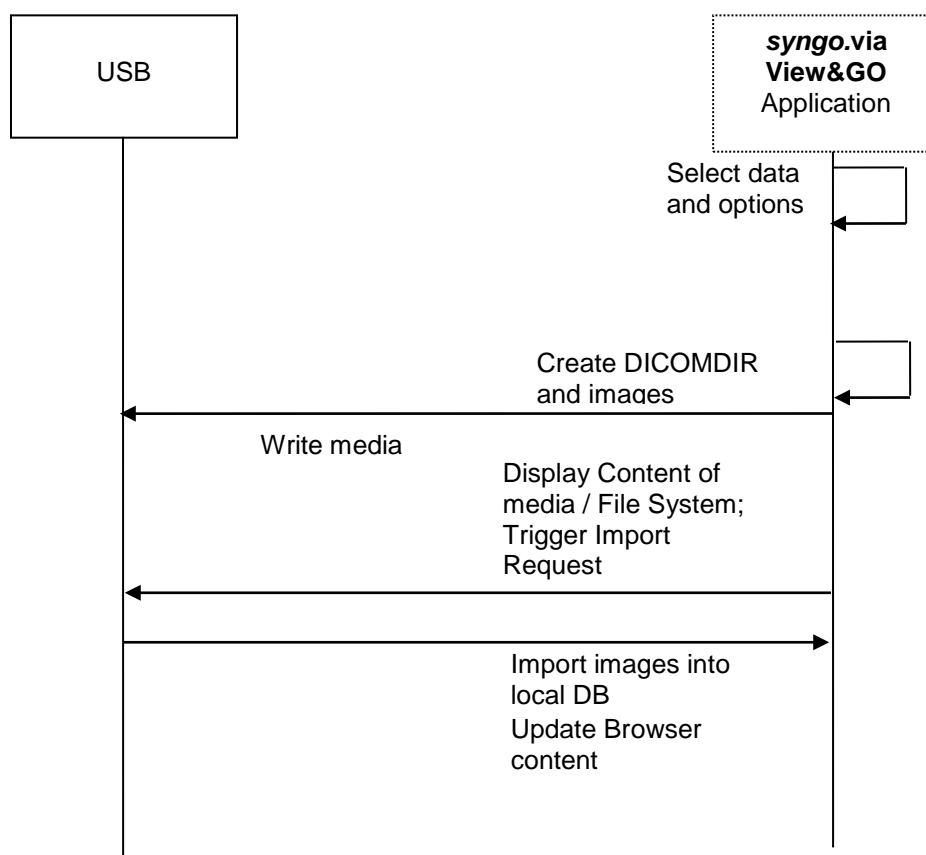 USB
syngo.via
View&GO
Application
Select data
and options
Create DICOMDIR
and images
Write media
Display Content of
media / File System;
Trigger Import
Request
Import images into
local DB
Update Browser
content